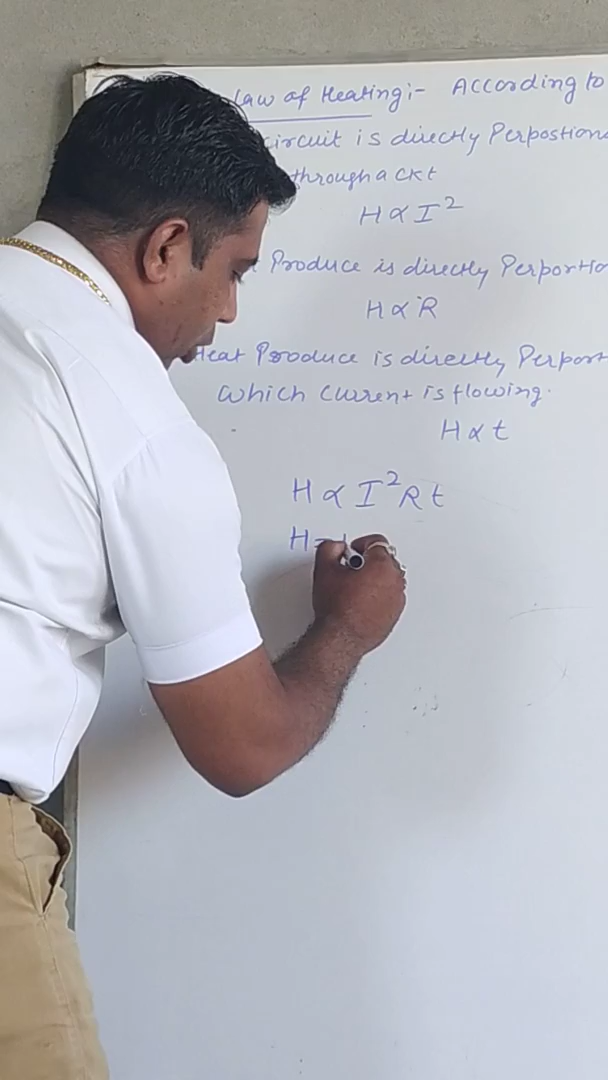 Law of Heating:- According to
circuit is directly Perpostiona
through a ckt
H ∝ I²
Produce is directly Perportio
H ∝ R
Heat Produce is directly Perport
which current is flowing.
H ∝ t
H ∝ I²Rt
H =